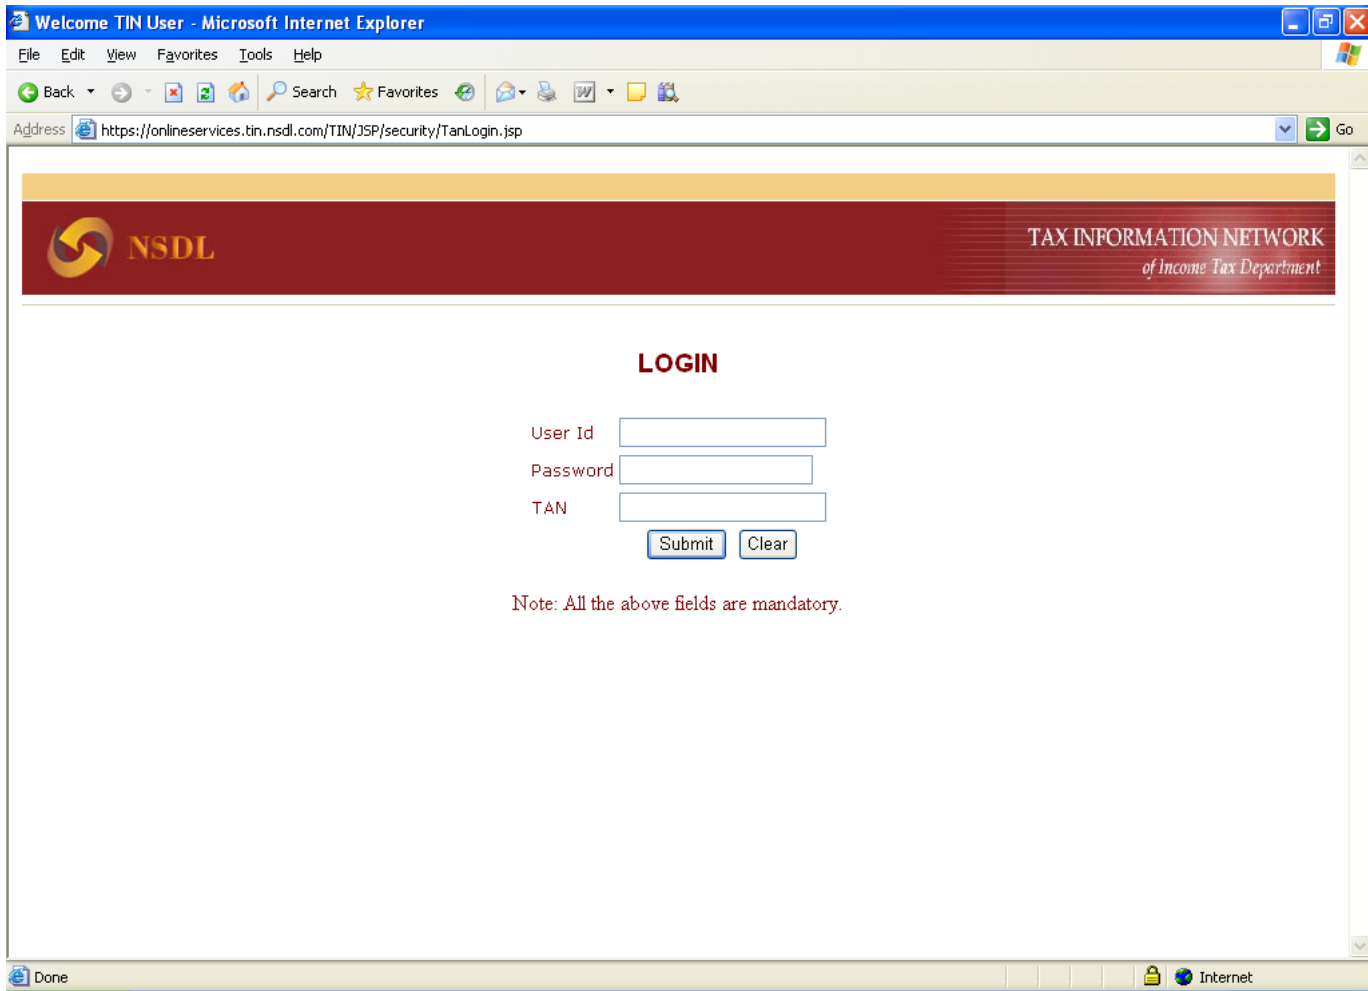 Welcome TIN User - Microsoft Internet Explorer
File Edit View Favorites Tools Help
Back Search Favorites W
Address https://onlineservices.tin.nsdl.com/TIN/JSP/security/TanLogin.jsp Go
NSDL
TAX INFORMATION NETWORK
of Income Tax Department
LOGIN
User Id
Password
TAN
Submit Clear
Note: All the above fields are mandatory.
Done Internet